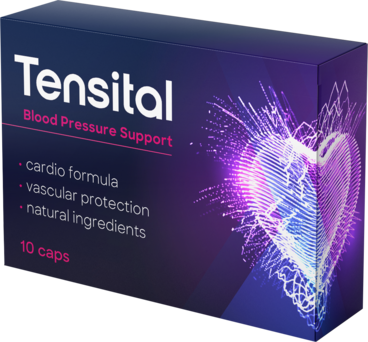 Tensital
Blood Pressure Support
• cardio formula
• vascular protection
• natural ingredients
10 caps